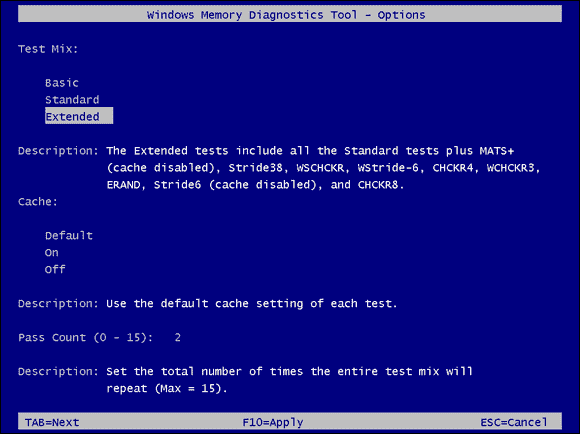 Windows Memory Diagnostics Tool - Options
Test Mix:
Basic
Standard
Extended
Description: The Extended tests include all the Standard tests plus MATS+
(cache disabled), Stride38, WSCHCKR, WStride-6, CHCKR4, WCHCKR3,
ERAND, Stride6 (cache disabled), and CHCKR8.
Cache:
Default
On
Off
Description: Use the default cache setting of each test.
Pass Count (0 - 15): 2
Description: Set the total number of times the entire test mix will
repeat (Max = 15).
TAB=Next F10=Apply ESC=Cancel